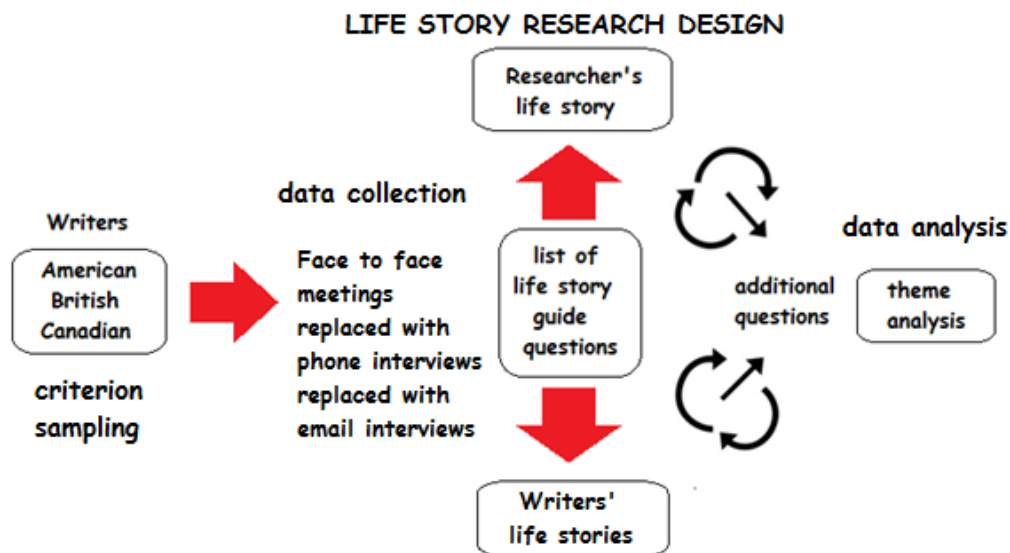 LIFE STORY RESEARCH DESIGN
Researcher's
life story
data collection
Writers
American
British
Canadian
criterion
sampling
Face to face
meetings
replaced with
phone interviews
replaced with
email interviews
list of
life story
guide
questions
additional
questions
data analysis
theme
analysis
Writers'
life stories